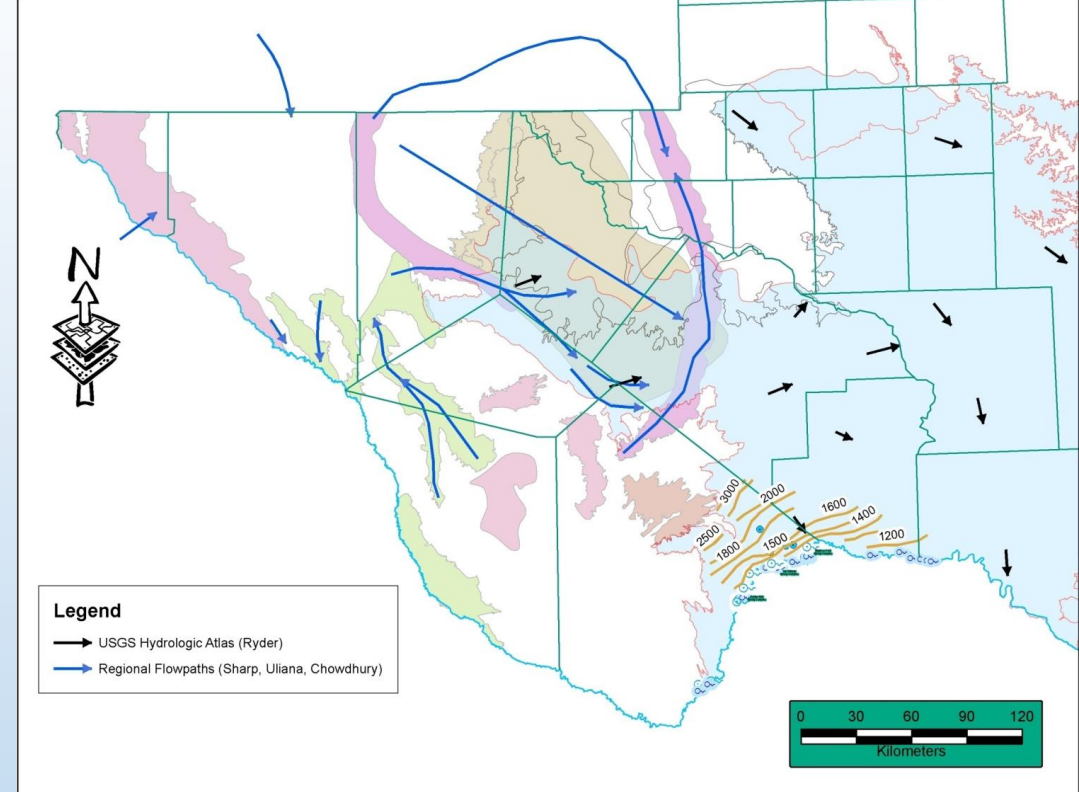 N
3000
2000
1600
1400
2500
1800
1500
1200
Legend
USGS Hydrologic Atlas (Ryder)
Regional Flowpaths (Sharp, Uliana, Chowdhury)
0 30 60 90 120
Kilometers